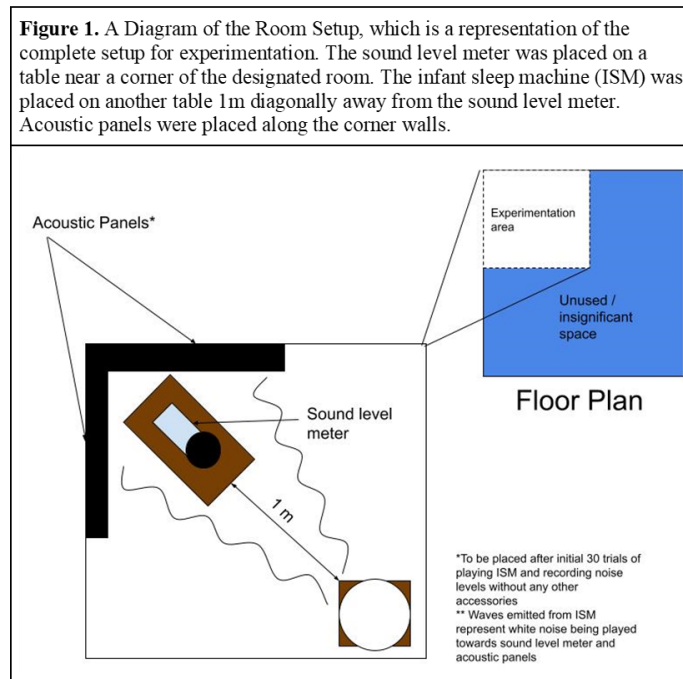 Figure 1. A Diagram of the Room Setup, which is a representation of the
complete setup for experimentation. The sound level meter was placed on a
table near a corner of the designated room. The infant sleep machine (ISM) was
placed on another table 1m diagonally away from the sound level meter.
Acoustic panels were placed along the corner walls.
Acoustic Panels*
Experimentation
area
Unused /
insignificant
space
Floor Plan
Sound level
meter
1 m
*To be placed after initial 30 trials of
playing ISM and recording noise
levels without any other
accessories
** Waves emitted from ISM
represent white noise being played
towards sound level meter and
acoustic panels